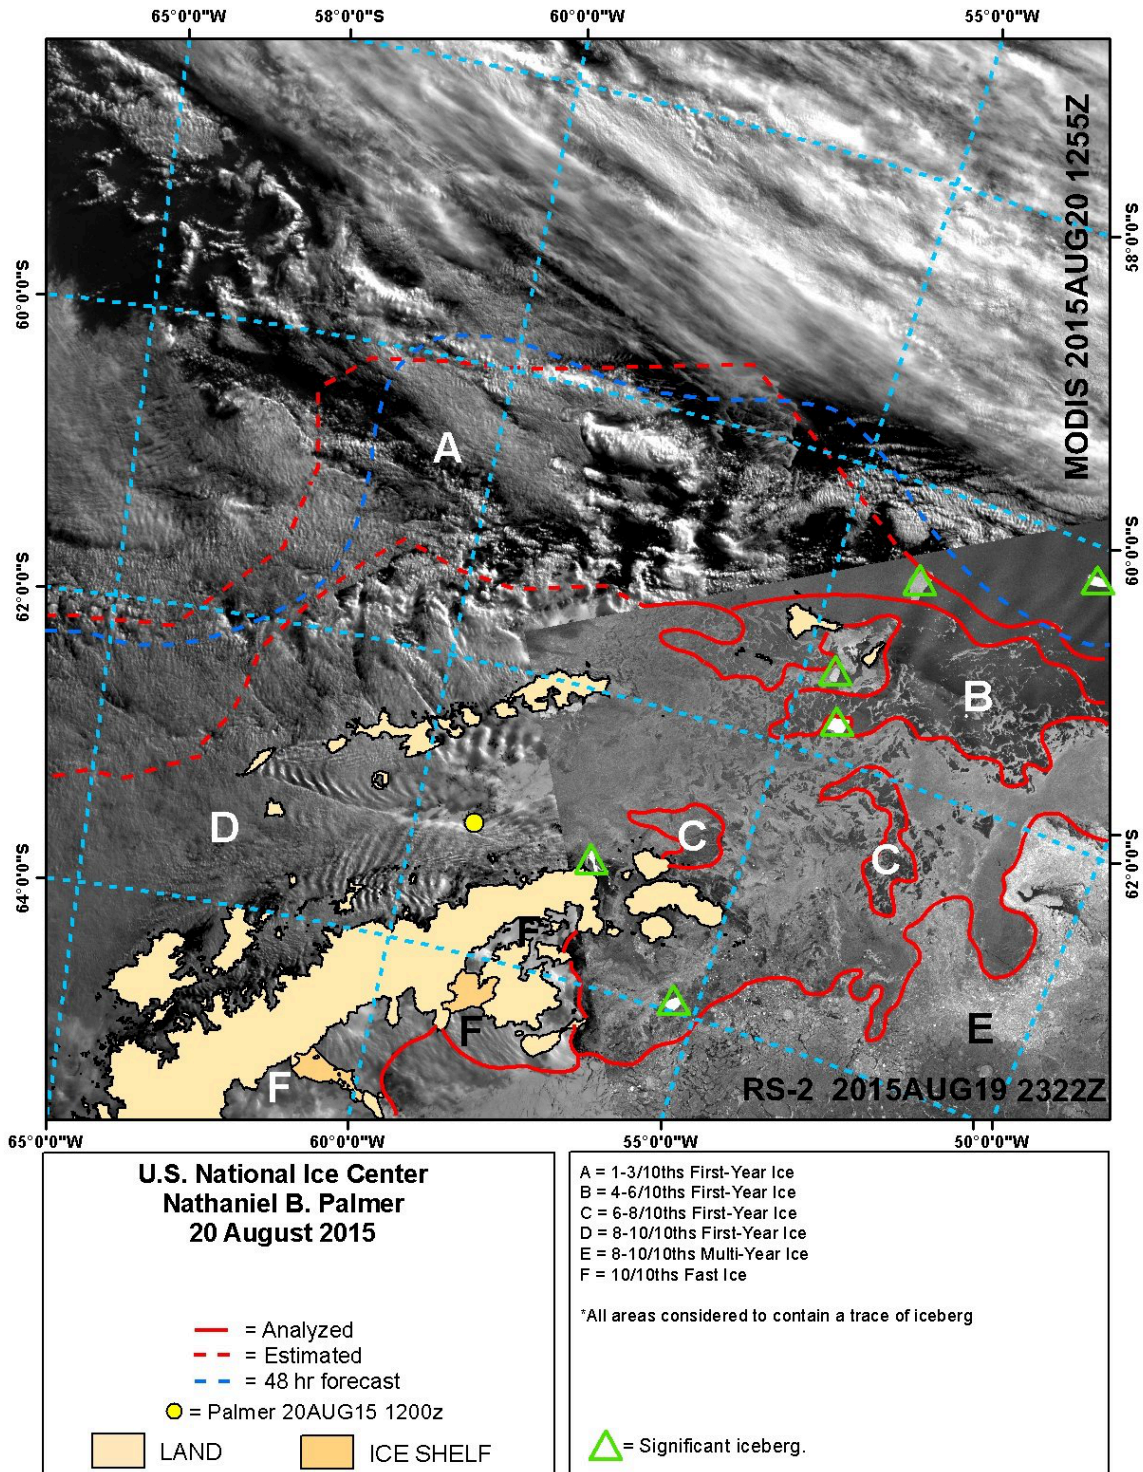 65°0'0"W 58°0'0"W 60°0'0"W 55°0'0"W
MODIS 2015AUG20 1255Z
58°0'0"S
60°0'0"S
60°0'0"S
62°0'0"S
62°0'0"S
64°0'0"S
A
B
C
C
D
E
F
F
F
RS-2 2015AUG19 2322Z
65°0'0"W 60°0'0"W 55°0'0"W 50°0'0"W
U.S. National Ice Center
Nathaniel B. Palmer
20 August 2015
= Analyzed
= Estimated
= 48 hr forecast
= Palmer 20AUG15 1200z
LAND ICE SHELF
A = 1-3/10ths First-Year Ice
B = 4-6/10ths First-Year Ice
C = 6-8/10ths First-Year Ice
D = 8-10/10ths First-Year Ice
E = 8-10/10ths Multi-Year Ice
F = 10/10ths Fast Ice
*All areas considered to contain a trace of iceberg
= Significant iceberg.